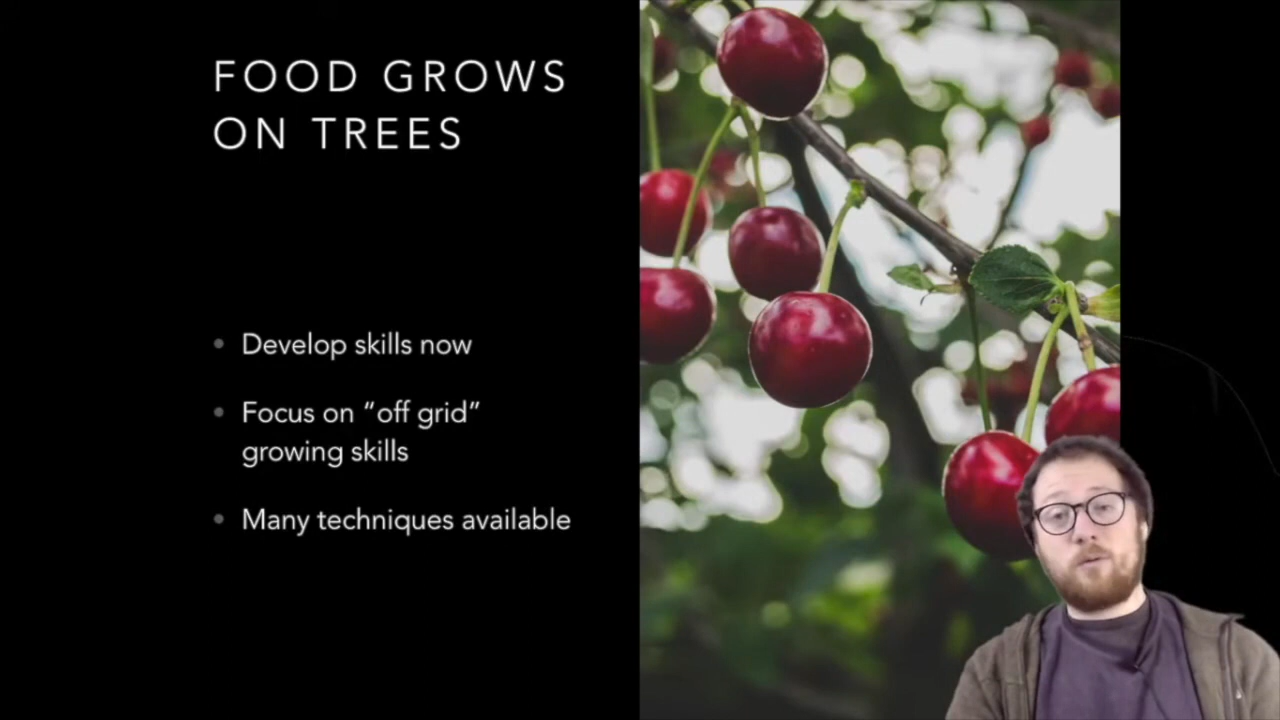 FOOD GROWS
ON TREES
• Develop skills now
• Focus on “off grid”
growing skills
• Many techniques available